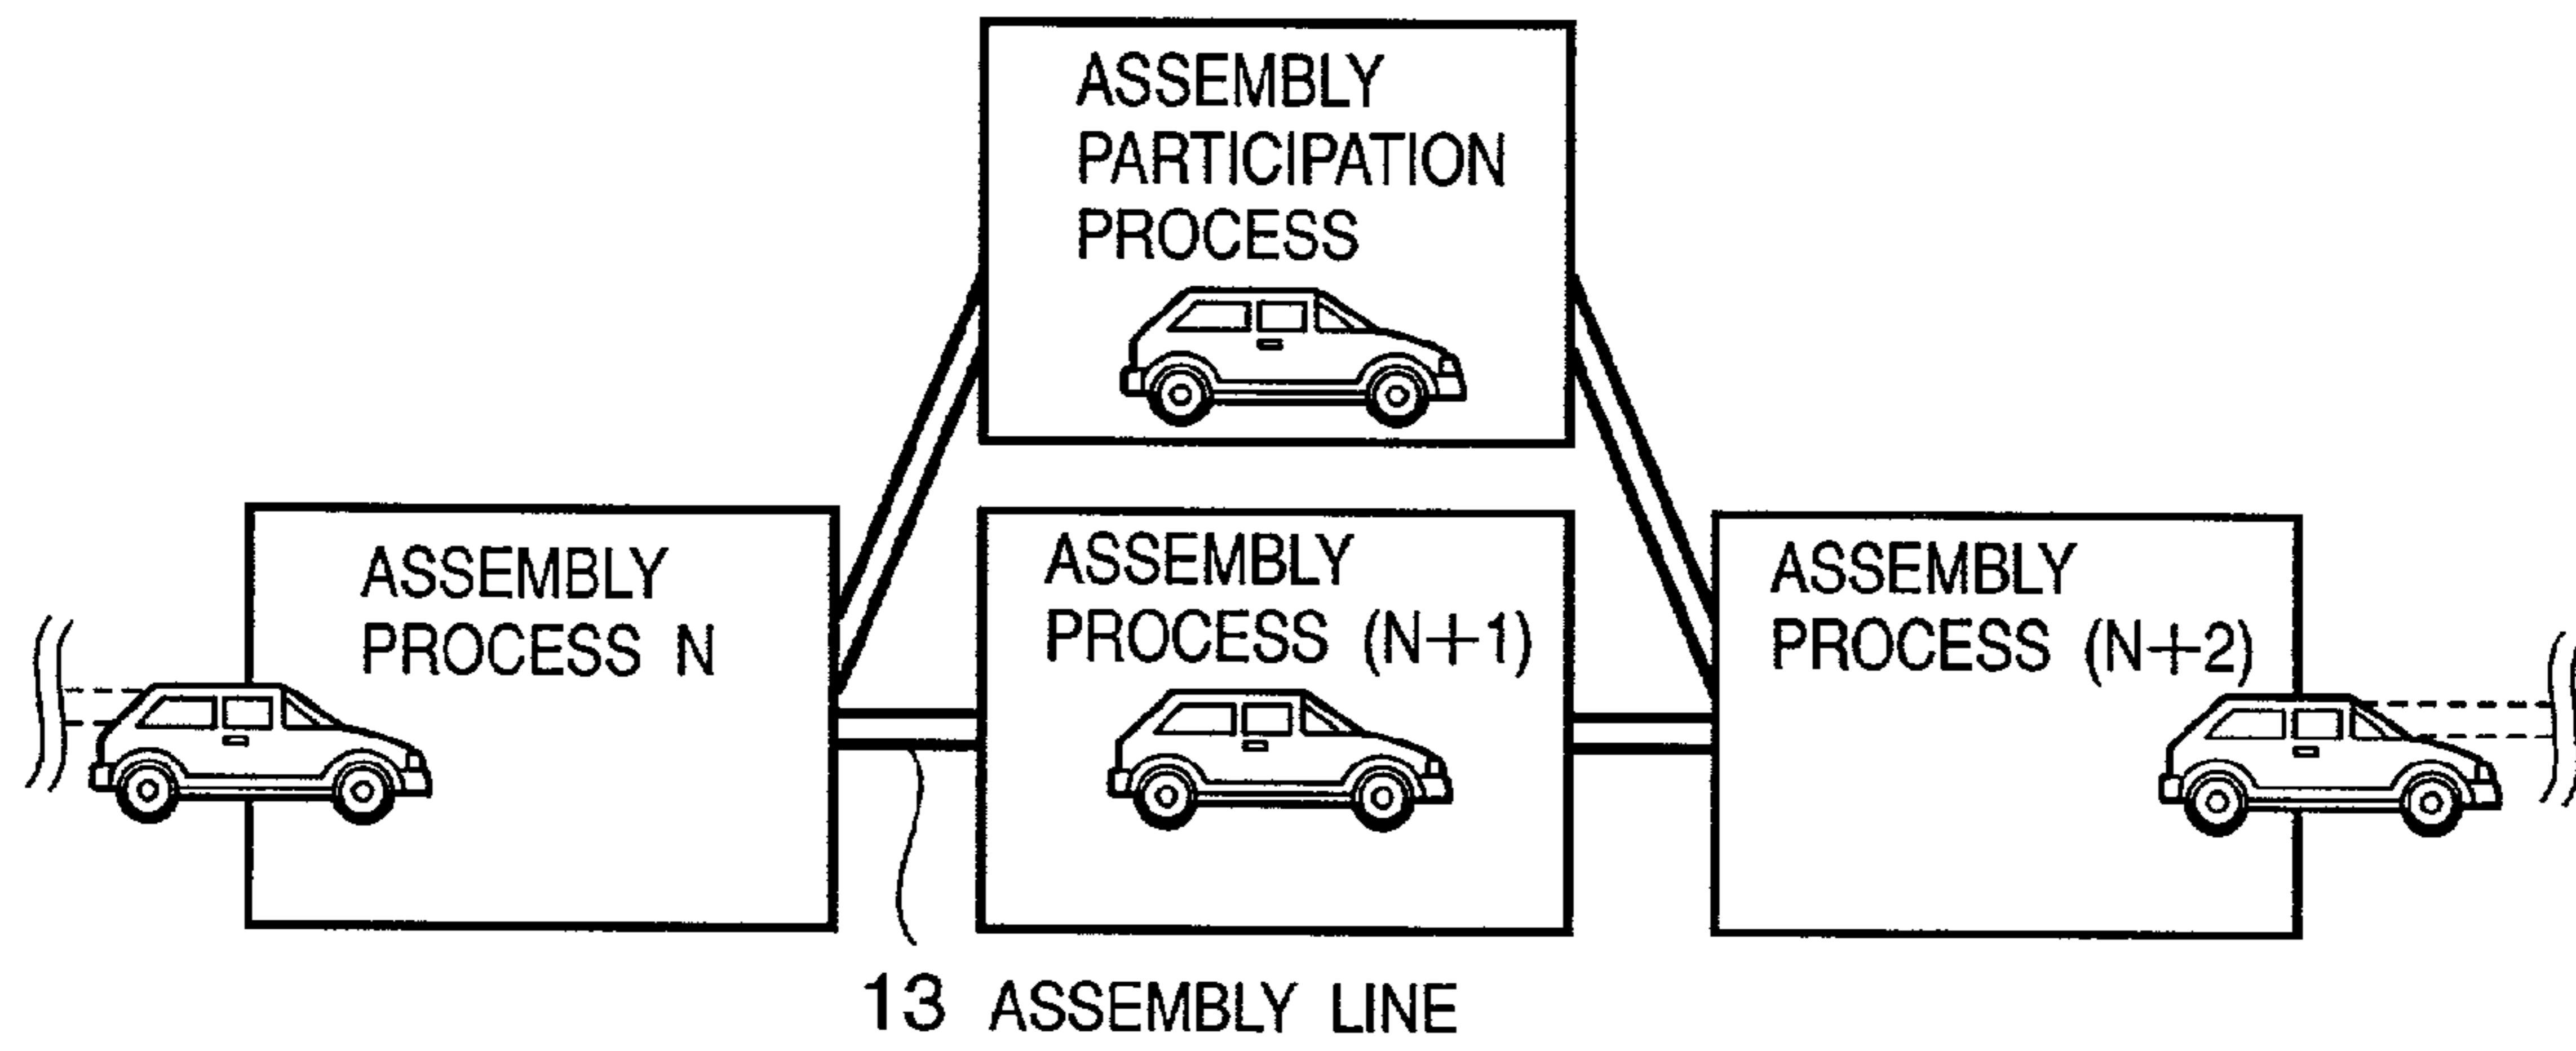 ASSEMBLY
PARTICIPATION
PROCESS
ASSEMBLY
PROCESS N
ASSEMBLY
PROCESS (N+1)
ASSEMBLY
PROCESS (N+2)
13 ASSEMBLY LINE